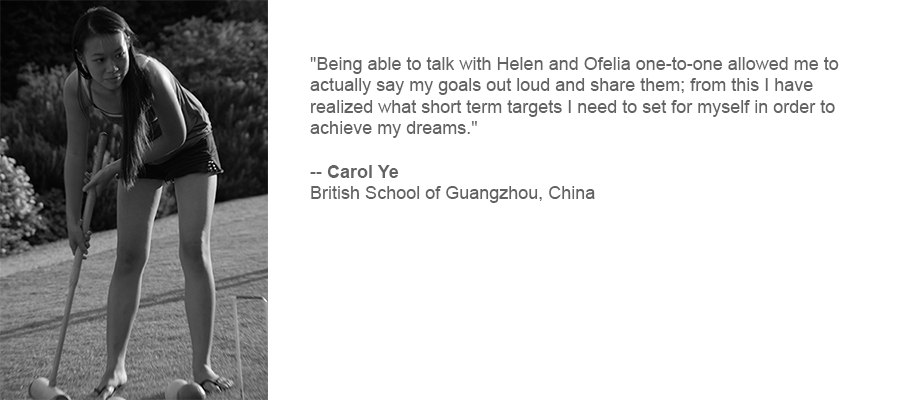 "Being able to talk with Helen and Ofelia one-to-one allowed me to
actually say my goals out loud and share them; from this I have
realized what short term targets I need to set for myself in order to
achieve my dreams."
-- Carol Ye
British School of Guangzhou, China